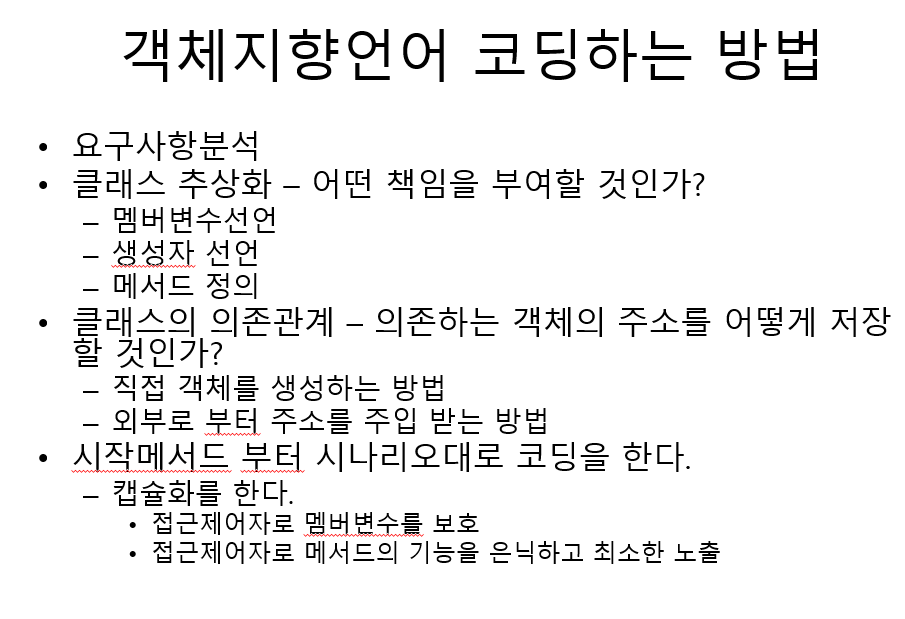 객체지향언어 코딩하는 방법
• 요구사항분석
• 클래스 추상화 – 어떤 책임을 부여할 것인가?
– 멤버변수선언
– 생성자 선언
– 메서드 정의
• 클래스의 의존관계 – 의존하는 객체의 주소를 어떻게 저장
할 것인가?
– 직접 객체를 생성하는 방법
– 외부로 부터 주소를 주입 받는 방법
• 시작메서드 부터 시나리오대로 코딩을 한다.
– 캡슐화를 한다.
• 접근제어자로 멤버변수를 보호
• 접근제어자로 메서드의 기능을 은닉하고 최소한 노출